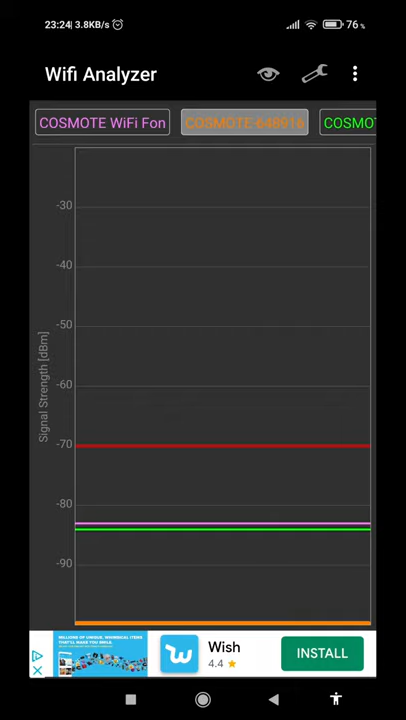 23:24 3.8KB/s 76%
Wifi Analyzer
COSMOTE WiFi Fon COSMOTE-648916 COSMOT
-30
-40
-50
-60
-70
-80
-90
Signal Strength [dBm]
Wish
4.4
INSTALL